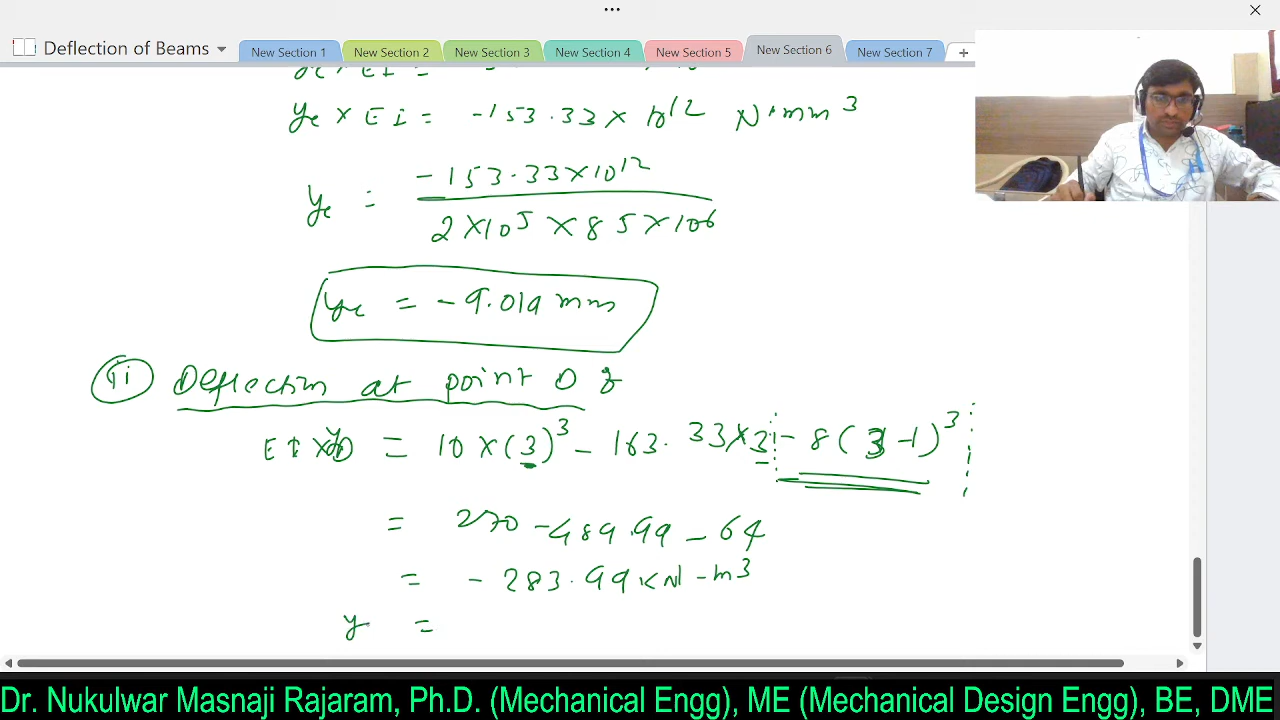 ...
Deflection of Beams
New Section 1 New Section 2 New Section 3 New Section 4 New Section 5 New Section 6 New Section 7 +
yc × EI = -153.33 × 10^12 N·mm^3
yc = -153.33×10^12 / 2×10^5 × 85×10^6
yc = -9.019 mm
(ii) Deflection at point D :
EI×yD = 10×(3)^3 - 163.33×3 - 8(3-1)^3
= 270 - 489.99 - 64
= -283.99 kN-m^3
y =
Dr. Nukulwar Masnaji Rajaram, Ph.D. (Mechanical Engg), ME (Mechanical Design Engg), BE, DME